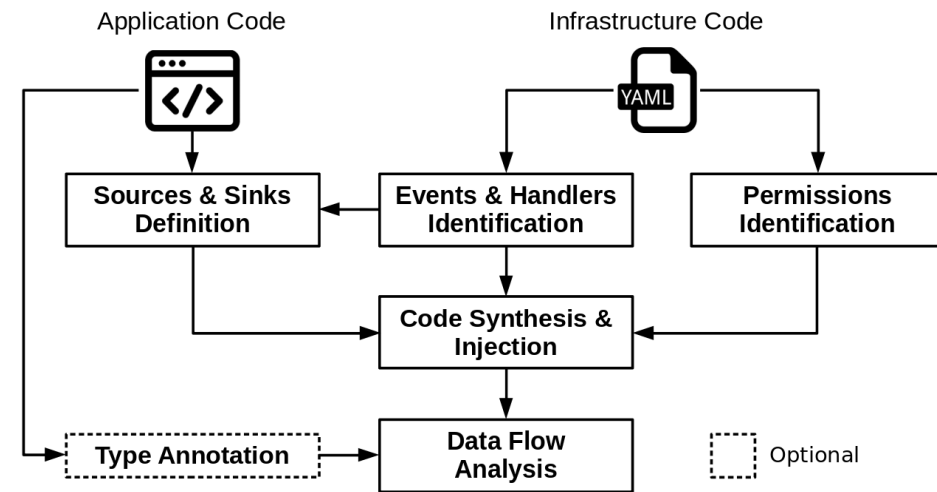 Application Code
Infrastructure Code
</>
YAML
Sources & Sinks
Definition
Events & Handlers
Identification
Permissions
Identification
Code Synthesis &
Injection
Type Annotation
Data Flow
Analysis
Optional